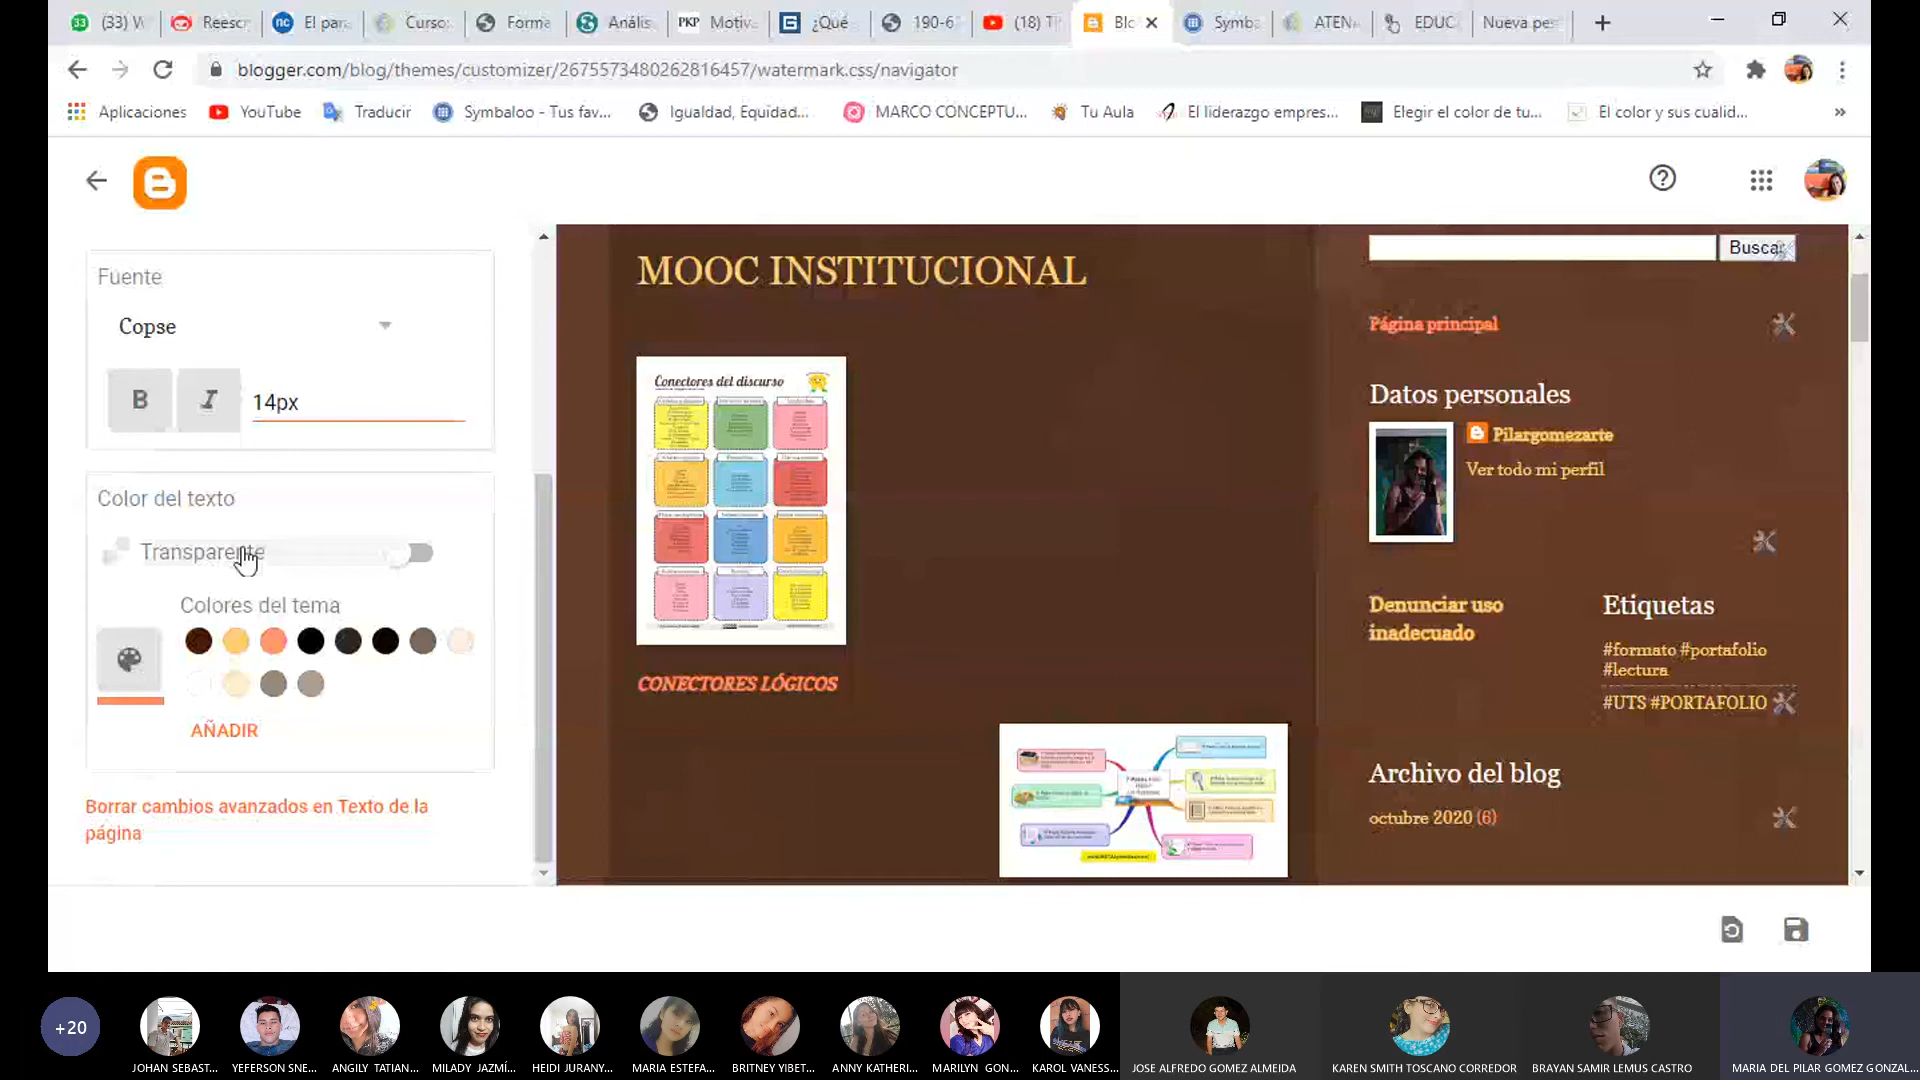 (33) W
Reesc
El par
Curso:
Forma
Anális
PKP Motiva
¿Qué
190-6
(18) Ti
Blo
Symba
ATEN
EDUC
Nueva pes
blogger.com/blog/themes/customizer/2675573480262816457/watermark.css/navigator
Aplicaciones
YouTube
Traducir
Symbaloo - Tus fav...
Igualdad, Equidad...
MARCO CONCEPTU...
Tu Aula
El liderazgo empres...
Elegir el color de tu...
El color y sus cualid...
Fuente
Copse
B I 14px
Color del texto
Transparente
Colores del tema
AÑADIR
Borrar cambios avanzados en Texto de la
página
MOOC INSTITUCIONAL
Conectores del discurso
CONECTORES LÓGICOS
Buscar
Página principal
Datos personales
Pilargomezarte
Ver todo mi perfil
Denunciar uso
inadecuado
Etiquetas
#formato #portafolio
#lectura
#UTS #PORTAFOLIO
Archivo del blog
octubre 2020 (6)
+20
JOHAN SEBAST...
YEFERSON SNE...
ANGILY TATIAN...
MILADY JAZMÍ...
HEIDI JURANY...
MARIA ESTEFA...
BRITNEY YIBET...
ANNY KATHERI...
MARILYN GON...
KAROL VANESS...
JOSE ALFREDO GOMEZ ALMEIDA
KAREN SMITH TOSCANO CORREDOR
BRAYAN SAMIR LEMUS CASTRO
MARIA DEL PILAR GOMEZ GONZAL...